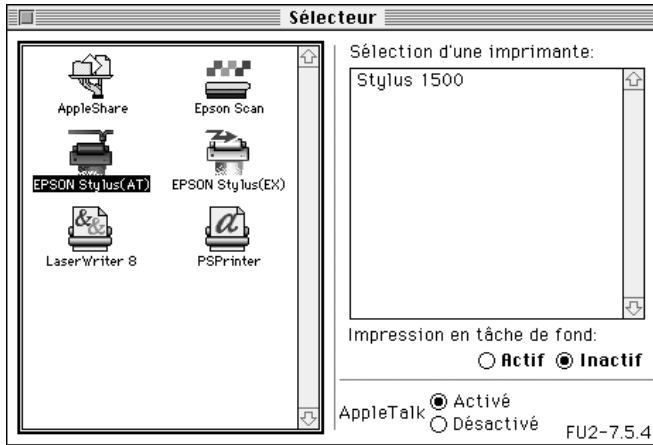 Sélecteur
AppleShare
Epson Scan
EPSON Stylus(AT)
EPSON Stylus(EX)
LaserWriter 8
PSPrinter
Sélection d'une imprimante:
Stylus 1500
Impression en tâche de fond:
Actif Inactif
AppleTalk
Activé
Désactivé
FU2-7.5.4